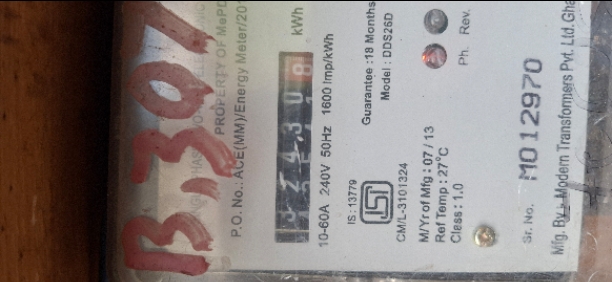 B,307
PROPERTY OF MePD
P.O. No.: ACE(MM)/Energy Meter/20
kWh
10-60A 240V 50Hz 1600 Imp/kWh
IS : 13779
ISI
CM/L-3101324
Guarantee :18 Months
Model : DDS26D
M/Yr of Mfg : 07 / 13
Ref Temp : 27°C
Class : 1.0
Ph. Rev.
Sr. No. M012970
Mfg. By :- Modern Transformers Pvt. Ltd.